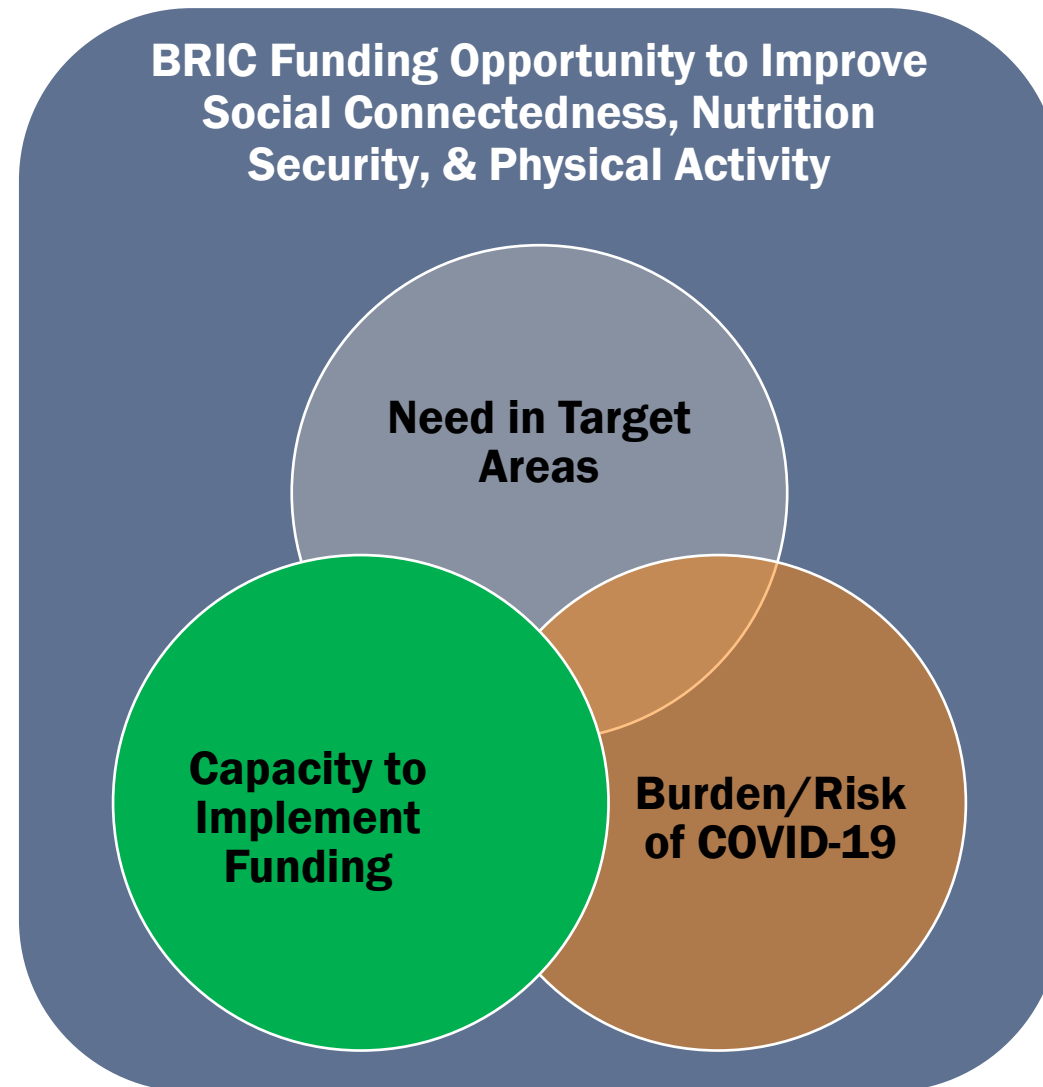 BRIC Funding Opportunity to Improve
Social Connectedness, Nutrition
Security, & Physical Activity
Need in Target
Areas
Capacity to
Implement
Funding
Burden/Risk
of COVID-19